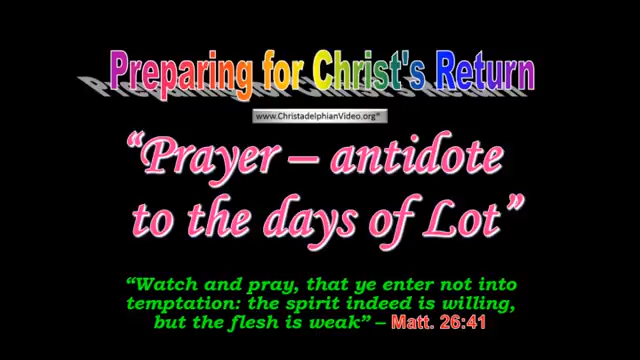 Preparing for Christ's Return
www.ChristadelphianVideo.org®
“Prayer – antidote
to the days of Lot”
“Watch and pray, that ye enter not into
temptation: the spirit indeed is willing,
but the flesh is weak” – Matt. 26:41